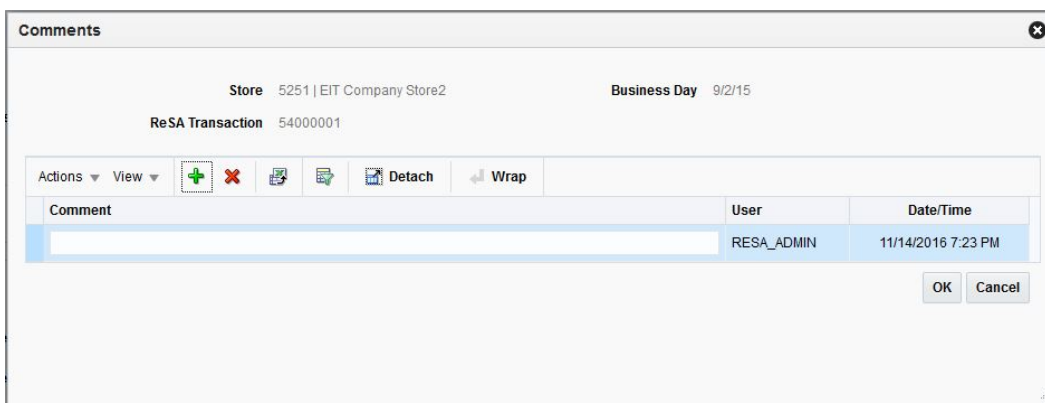 Comments
Store 5251 | EIT Company Store2 Business Day 9/2/15
ReSA Transaction 54000001
Actions View Detach Wrap
Comment User Date/Time
RESA_ADMIN 11/14/2016 7:23 PM
OK Cancel